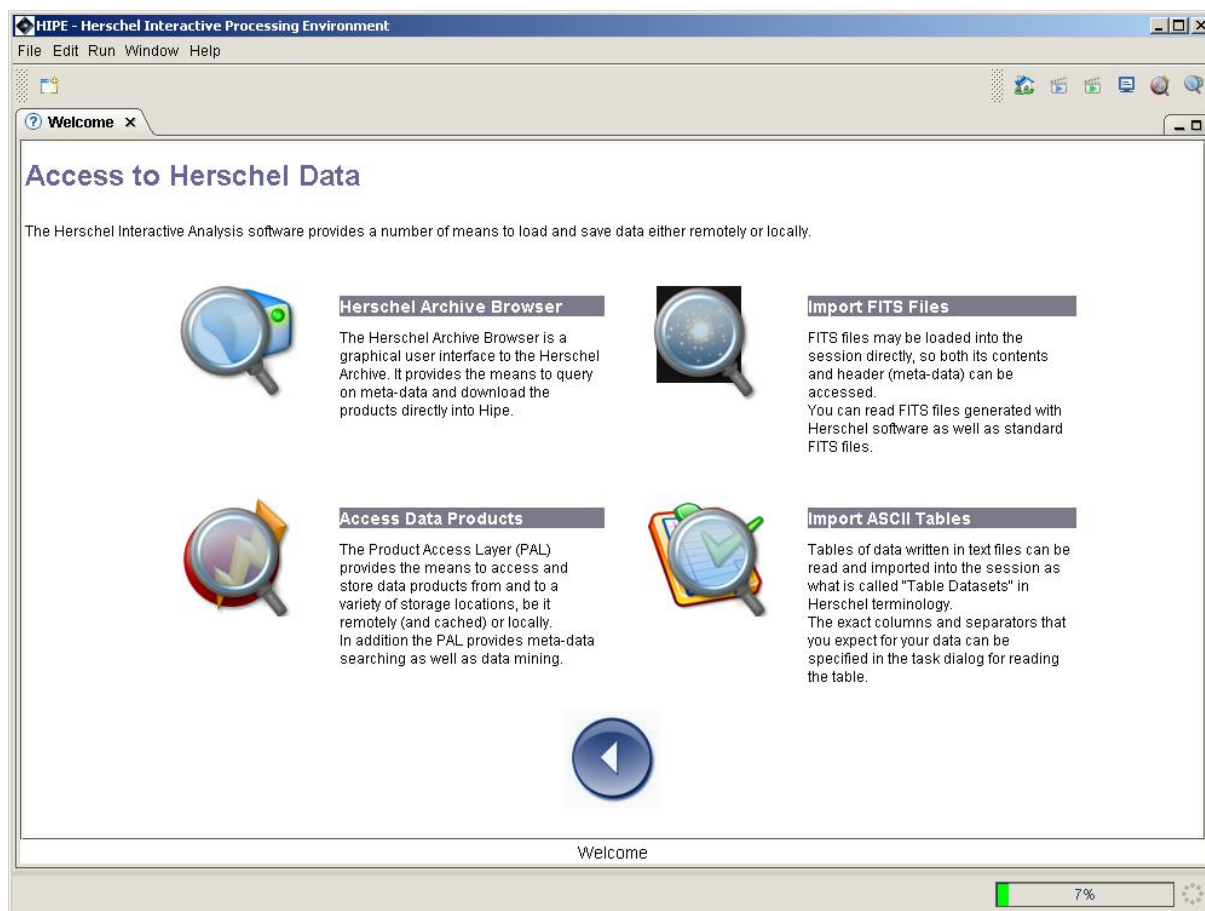 HIPE - Herschel Interactive Processing Environment
File Edit Run Window Help
Welcome
Access to Herschel Data
The Herschel Interactive Analysis software provides a number of means to load and save data either remotely or locally.
Herschel Archive Browser
The Herschel Archive Browser is a
graphical user interface to the Herschel
Archive. It provides the means to query
on meta-data and download the
products directly into Hipe.
Import FITS Files
FITS files may be loaded into the
session directly, so both its contents
and header (meta-data) can be
accessed.
You can read FITS files generated with
Herschel software as well as standard
FITS files.
Access Data Products
The Product Access Layer (PAL)
provides the means to access and
store data products from and to a
variety of storage locations, be it
remotely (and cached) or locally.
In addition the PAL provides meta-data
searching as well as data mining.
Import ASCII Tables
Tables of data written in text files can be
read and imported into the session as
what is called "Table Datasets" in
Herschel terminology.
The exact columns and separators that
you expect for your data can be
specified in the task dialog for reading
the table.
Welcome
7%